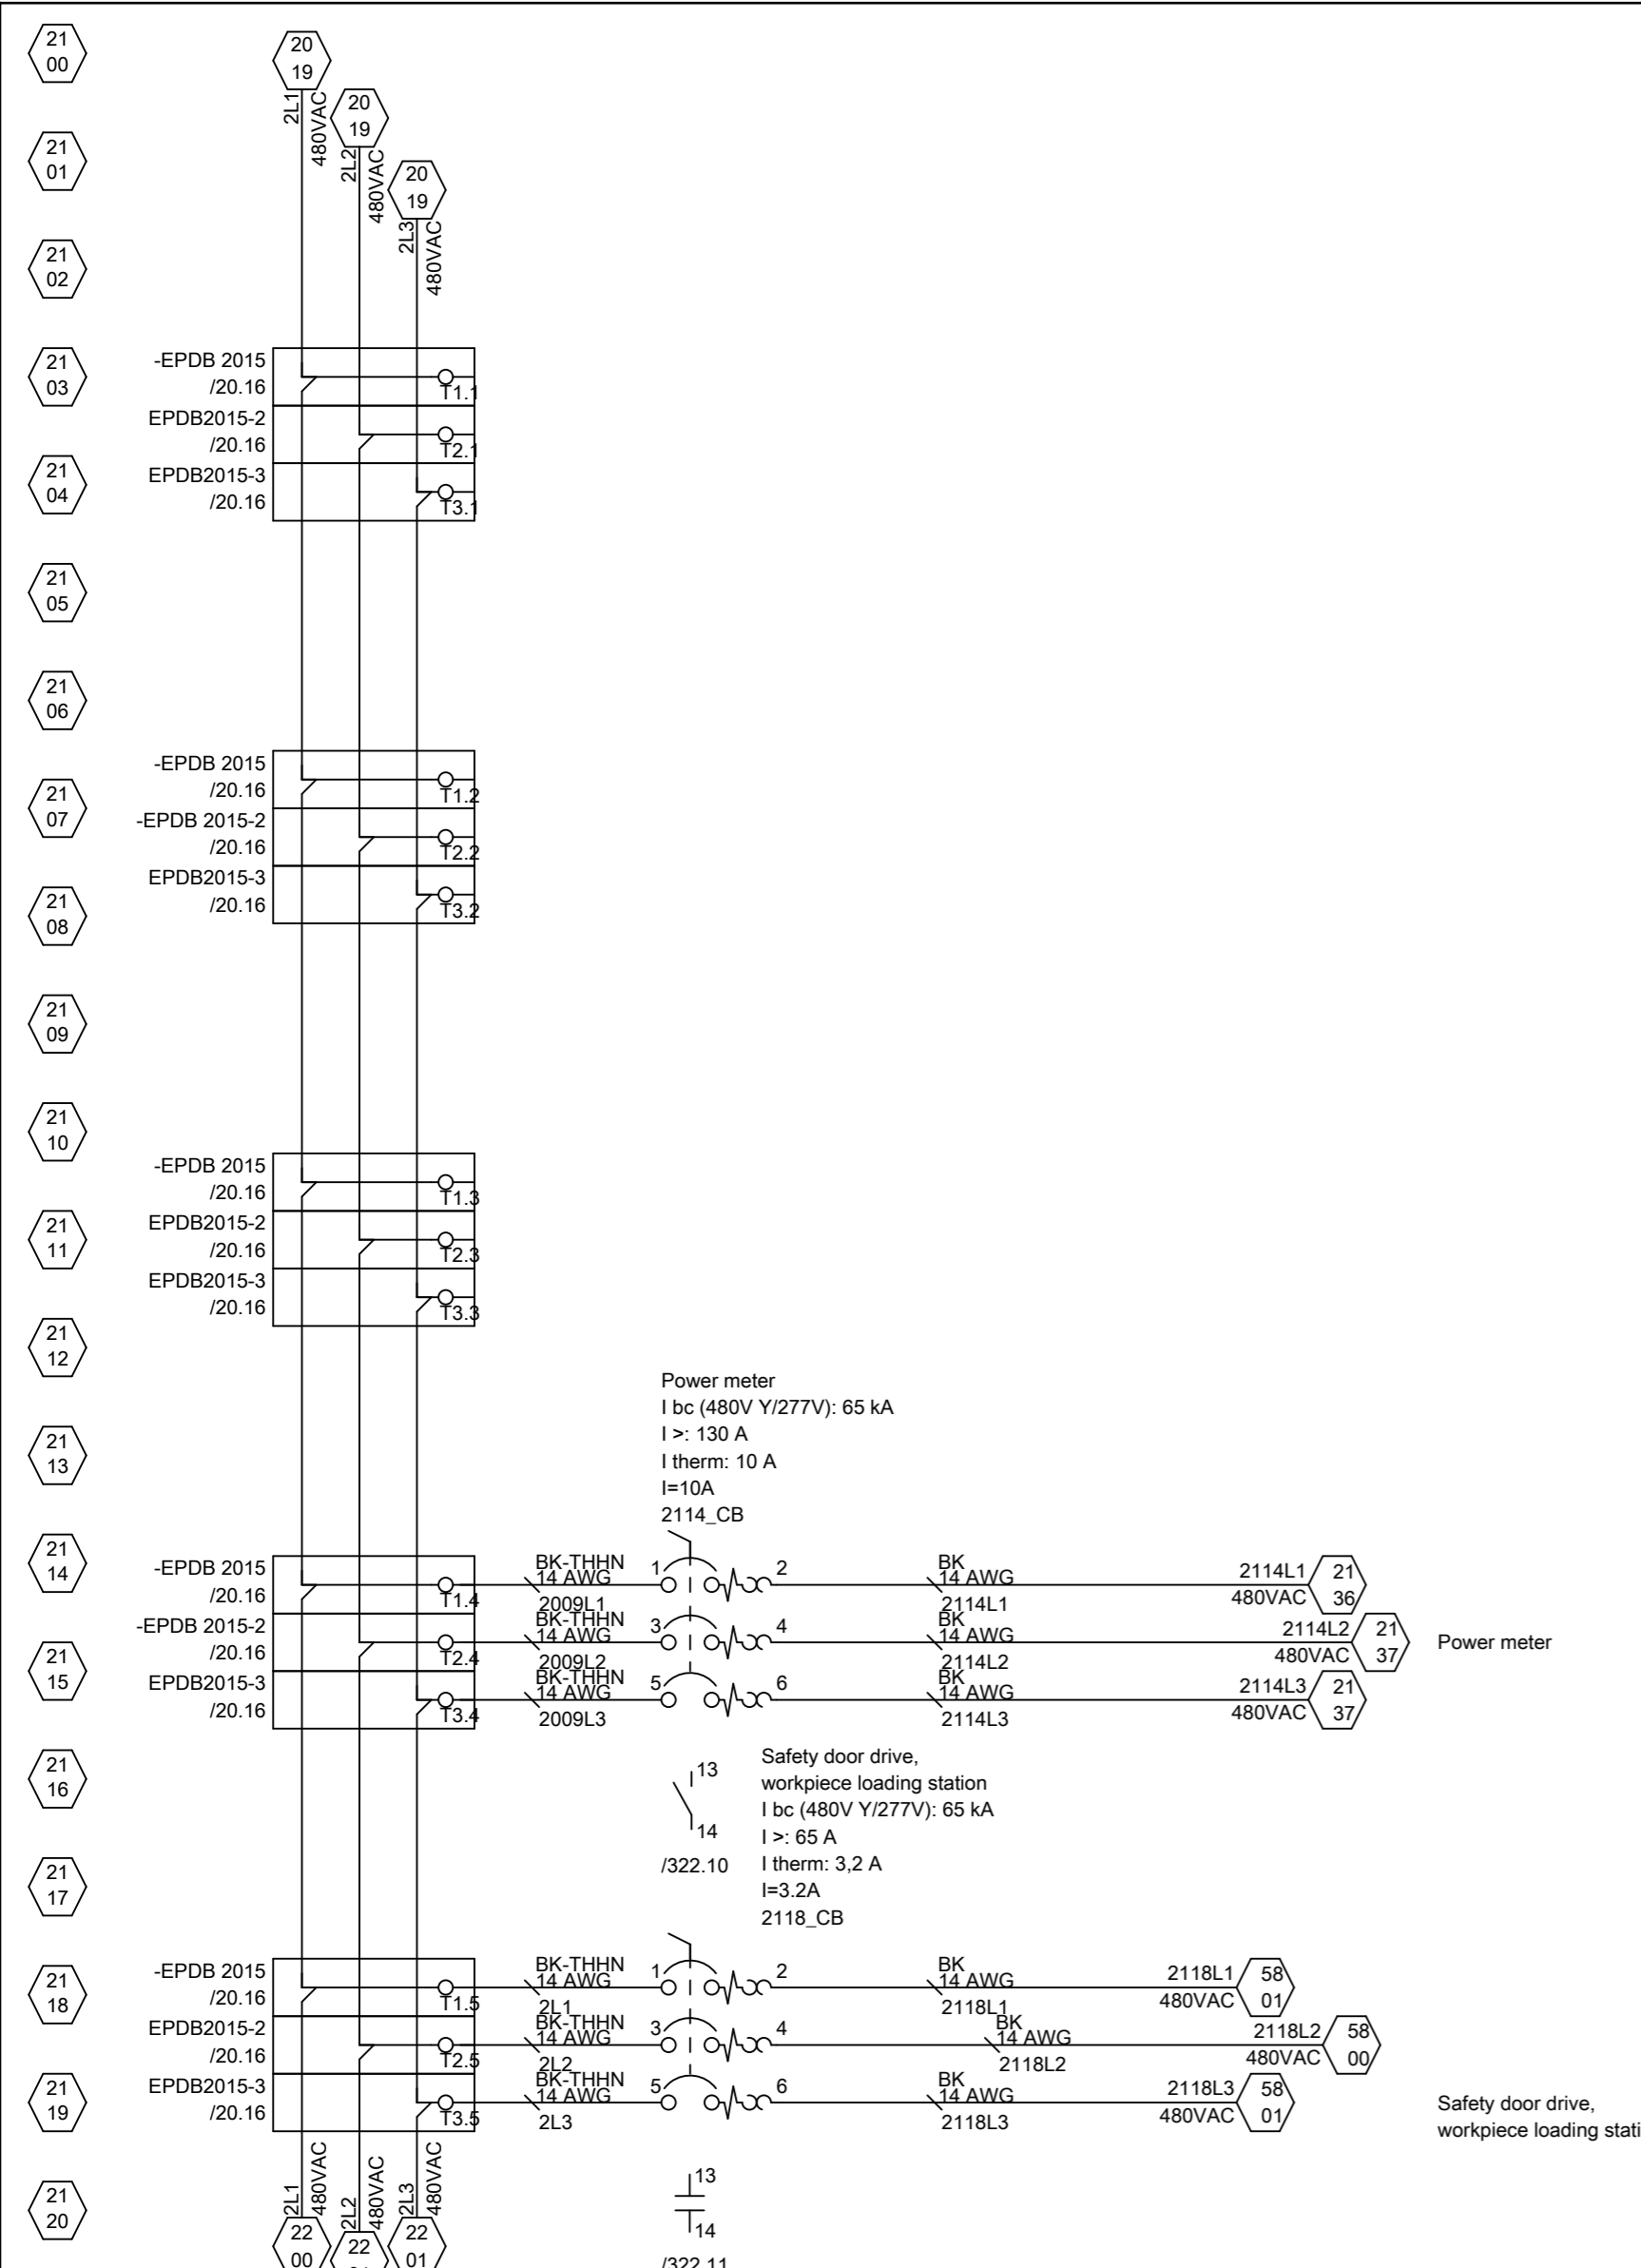 21
00
20
19
2L1
480VAC
20
19
2L2
480VAC
20
19
2L3
480VAC
21
01
21
02
21
03
-EPDB 2015
/20.16
T1.1
EPDB2015-2
/20.16
T2.1
21
04
EPDB2015-3
/20.16
T3.1
21
05
21
06
21
07
-EPDB 2015
/20.16
T1.2
-EPDB 2015-2
/20.16
T2.2
21
08
EPDB2015-3
/20.16
T3.2
21
09
21
10
-EPDB 2015
/20.16
T1.3
21
11
EPDB2015-2
/20.16
T2.3
EPDB2015-3
/20.16
T3.3
21
12
21
13
Power meter
I bc (480V Y/277V): 65 kA
I >: 130 A
I therm: 10 A
I=10A
2114_CB
21
14
-EPDB 2015
/20.16
T1.4
BK-THHN
14 AWG
2009L1
1
2
BK
14 AWG
2114L1
2114L1
480VAC
21
36
-EPDB 2015-2
/20.16
T2.4
BK-THHN
14 AWG
2009L2
3
4
BK
14 AWG
2114L2
2114L2
480VAC
21
37
Power meter
21
15
EPDB2015-3
/20.16
T3.4
BK-THHN
14 AWG
2009L3
5
6
BK
14 AWG
2114L3
2114L3
480VAC
21
37
21
16
13
14
/322.10
Safety door drive,
workpiece loading station
I bc (480V Y/277V): 65 kA
I >: 65 A
I therm: 3,2 A
I=3.2A
2118_CB
21
17
21
18
-EPDB 2015
/20.16
T1.5
BK-THHN
14 AWG
2L1
1
2
BK
14 AWG
2118L1
2118L1
480VAC
58
01
EPDB2015-2
/20.16
T2.5
BK-THHN
14 AWG
2L2
3
4
BK
14 AWG
2118L2
2118L2
480VAC
58
00
21
19
EPDB2015-3
/20.16
T3.5
BK-THHN
14 AWG
2L3
5
6
BK
14 AWG
2118L3
2118L3
480VAC
58
01
Safety door drive,
workpiece loading stati
21
20
2L1
480VAC
22
00
2L2
480VAC
22
2L3
480VAC
22
01
13
14
/322.11